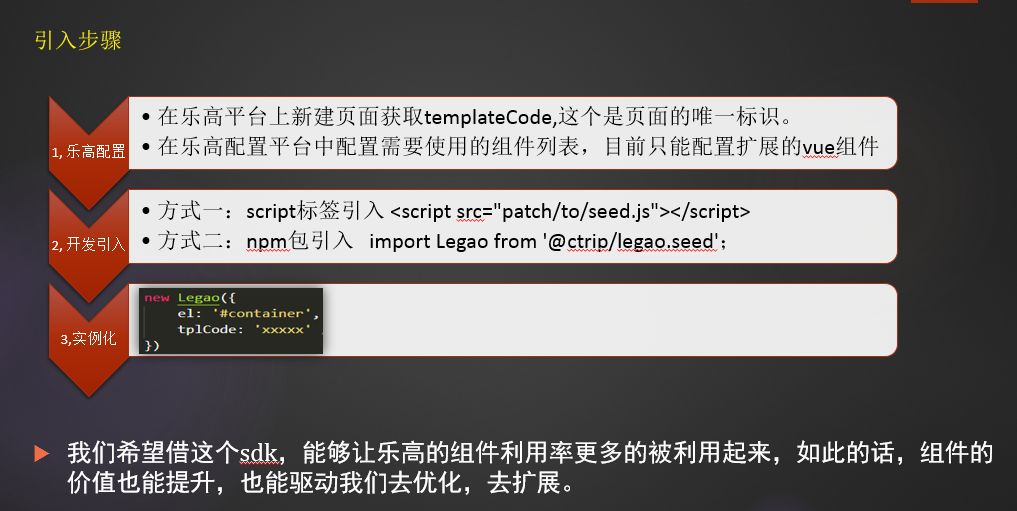 引入步骤
1, 乐高配置
• 在乐高平台上新建页面获取templateCode,这个是页面的唯一标识。
• 在乐高配置平台中配置需要使用的组件列表，目前只能配置扩展的vue组件
2, 开发引入
• 方式一：script标签引入 <script src="patch/to/seed.js"></script>
• 方式二：npm包引入 import Legao from '@ctrip/legao.seed'；
3,实例化
new Legao({
el: '#container',
tplCode: 'xxxxx'
})
我们希望借这个sdk，能够让乐高的组件利用率更多的被利用起来，如此的话，组件的
价值也能提升，也能驱动我们去优化，去扩展。